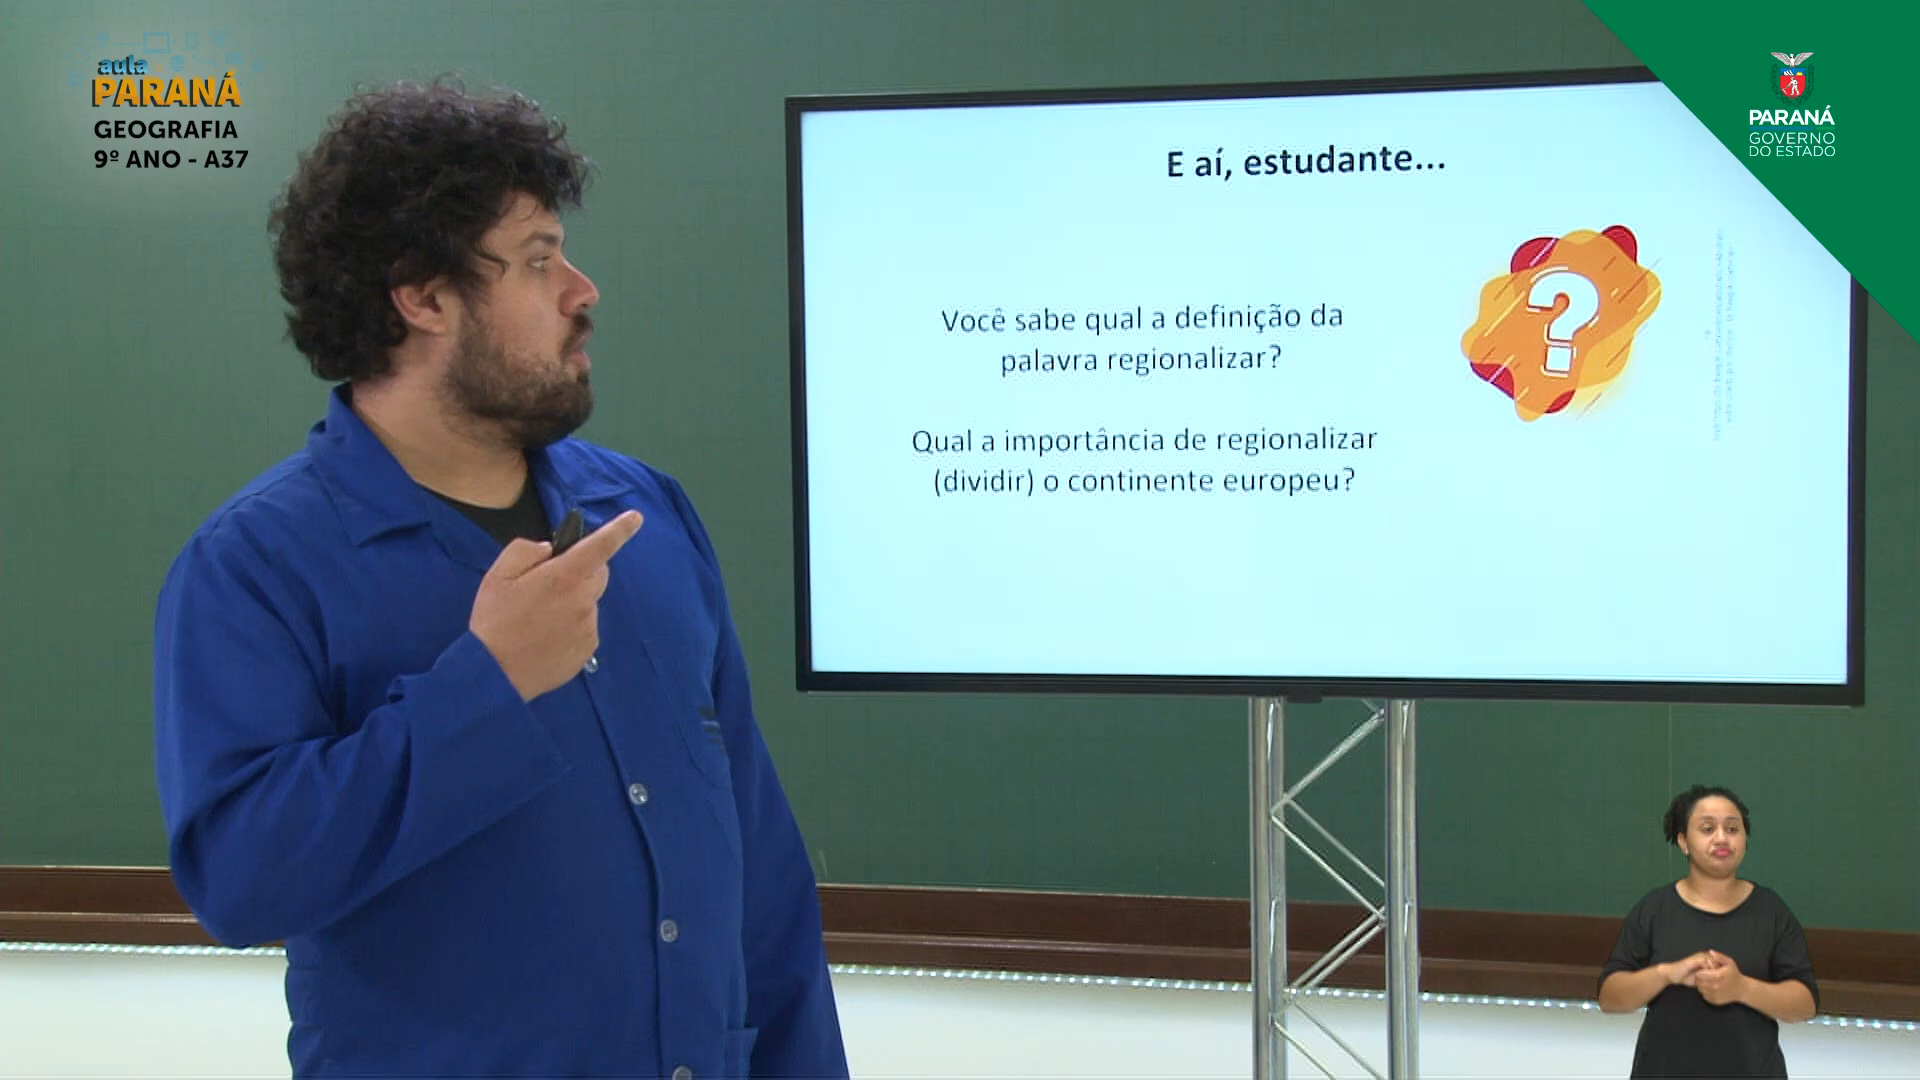 aula
PARANÁ
GEOGRAFIA
9º ANO - A37
PARANÁ
GOVERNO
DO ESTADO
E aí, estudante...
Você sabe qual a definição da
palavra regionalizar?
Qual a importância de regionalizar
(dividir) o continente europeu?
?